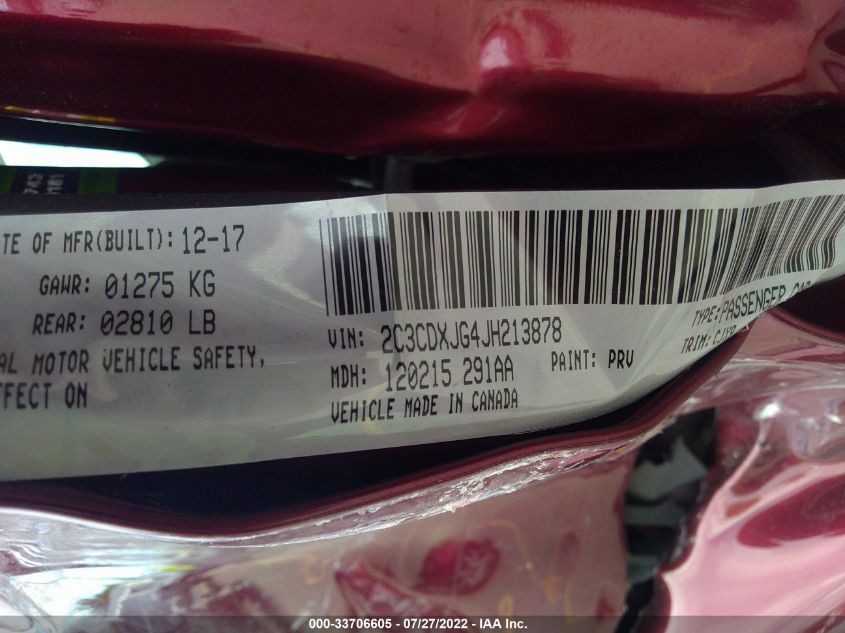 TE OF MFR(BUILT): 12-17
GAWR: 01275 KG
REAR: 02810 LB
AL MOTOR VEHICLE SAFETY,
FFECT ON
VIN: 2C3CDXJG4JH213878
TYPE: PASSENGER CAR
MDH: 120215 291AA
PAINT: PRV
TRIM:
VEHICLE MADE IN CANADA
000-33706605 / 07/27/2022 - IAA Inc.